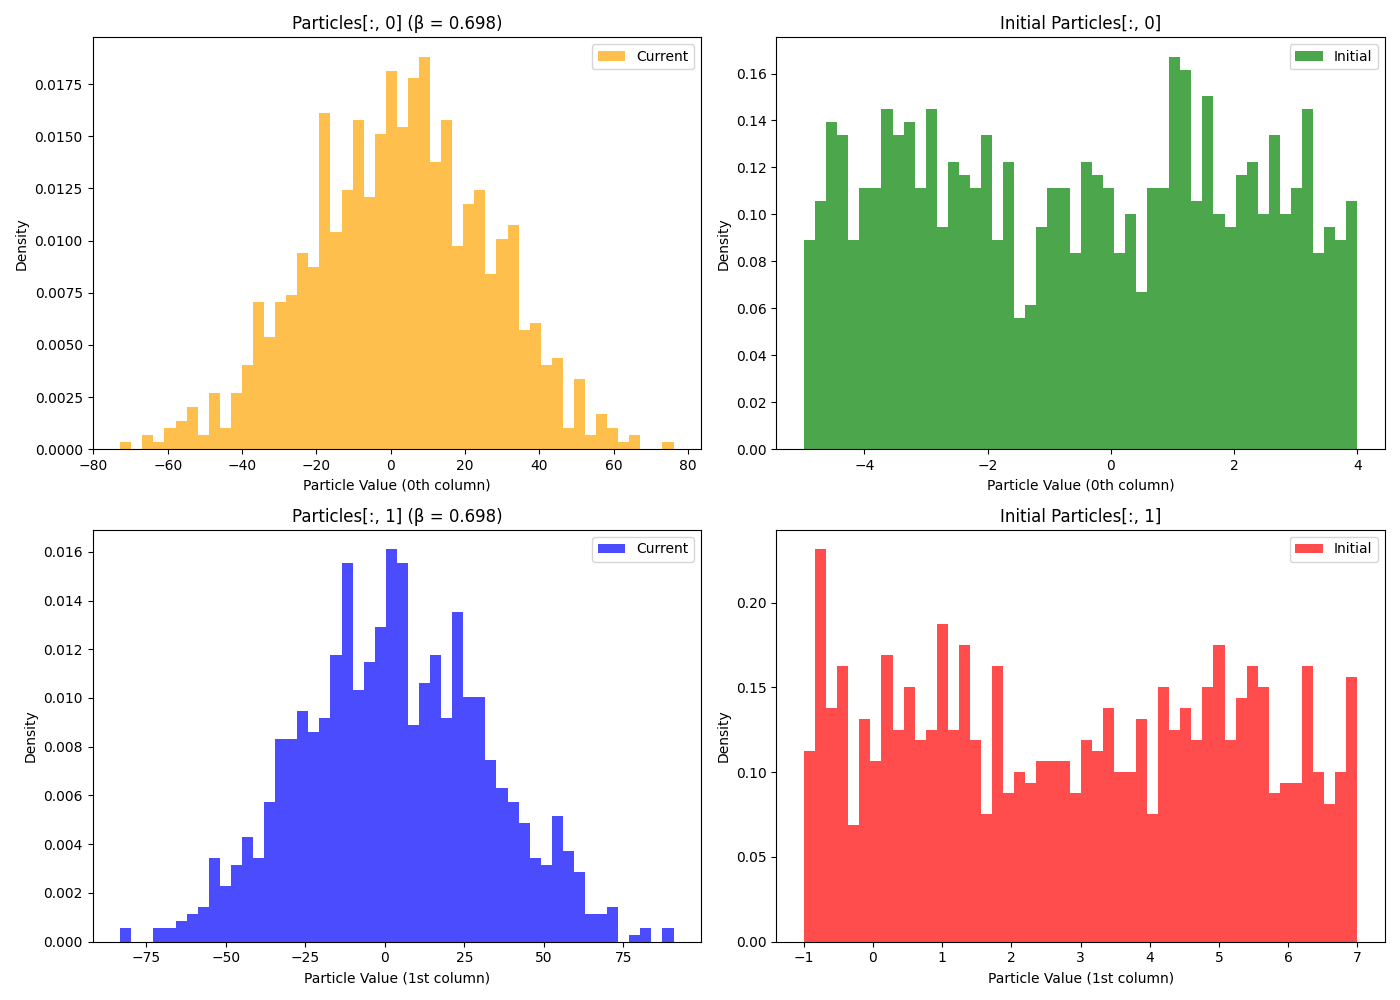 Particles[:, 0] (β = 0.698)
Current
Density
0.0175
0.0150
0.0125
0.0100
0.0075
0.0050
0.0025
0.0000
−80 −60 −40 −20 0 20 40 60 80
Particle Value (0th column)
Initial Particles[:, 0]
Initial
Density
0.16
0.14
0.12
0.10
0.08
0.06
0.04
0.02
0.00
−4 −2 0 2 4
Particle Value (0th column)
Particles[:, 1] (β = 0.698)
Current
Density
0.016
0.014
0.012
0.010
0.008
0.006
0.004
0.002
0.000
−75 −50 −25 0 25 50 75
Particle Value (1st column)
Initial Particles[:, 1]
Initial
Density
0.20
0.15
0.10
0.05
0.00
−1 0 1 2 3 4 5 6 7
Particle Value (1st column)